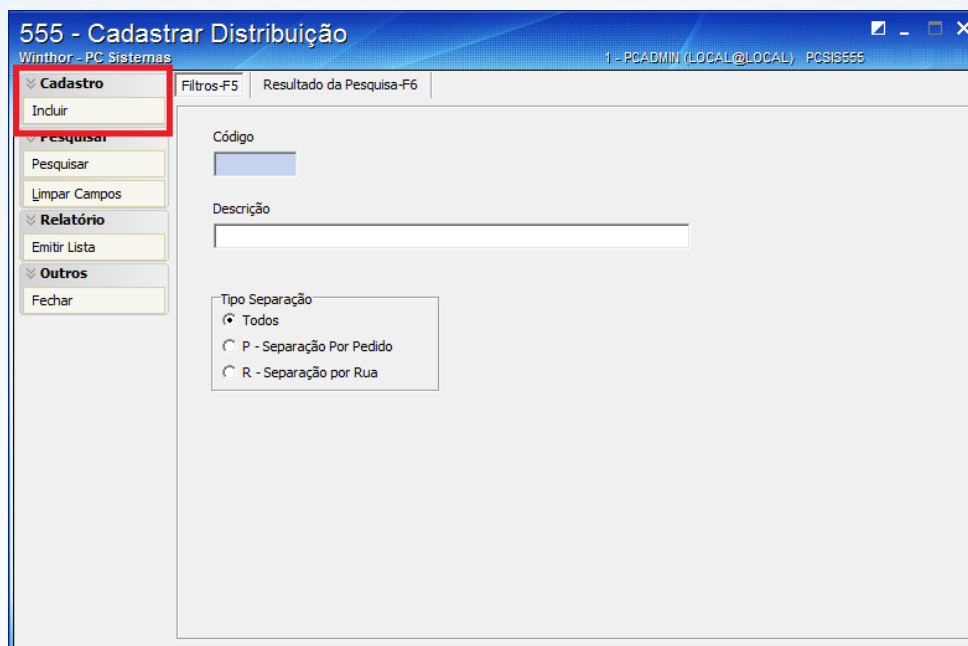 555 - Cadastrar Distribuição
Winthor - PC Sistemas
1 - PCADMIN (LOCAL@LOCAL) PCSIS555
Cadastro
Incluir
Pesquisar
Pesquisar
Limpar Campos
Relatório
Emitir Lista
Outros
Fechar
Filtros-F5
Resultado da Pesquisa-F6
Código
Descrição
Tipo Separação
Todos
P - Separação Por Pedido
R - Separação por Rua